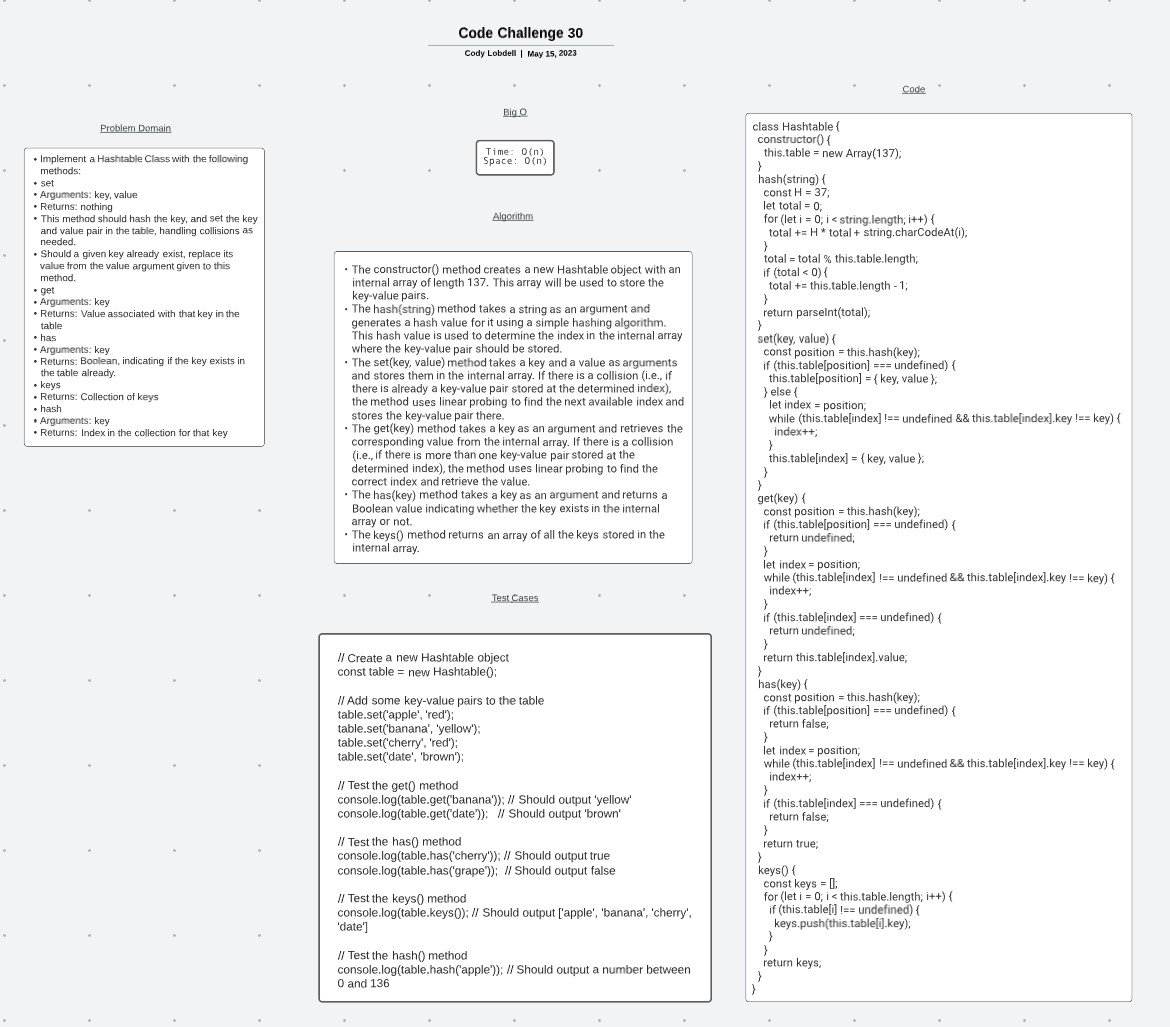 Code Challenge 30
Cody Lobdell | May 15, 2023
Problem Domain
• Implement a Hashtable Class with the following
methods:
• set
• Arguments: key, value
• Returns: nothing
• This method should hash the key, and set the key
and value pair in the table, handling collisions as
needed.
• Should a given key already exist, replace its
value from the value argument given to this
method.
• get
• Arguments: key
• Returns: Value associated with that key in the
table
• has
• Arguments: key
• Returns: Boolean, indicating if the key exists in
the table already.
• keys
• Returns: Collection of keys
• hash
• Arguments: key
• Returns: Index in the collection for that key
Big O
Time: O(n)
Space: O(n)
Algorithm
• The constructor() method creates a new Hashtable object with an
internal array of length 137. This array will be used to store the
key-value pairs.
• The hash(string) method takes a string as an argument and
generates a hash value for it using a simple hashing algorithm.
This hash value is used to determine the index in the internal array
where the key-value pair should be stored.
• The set(key, value) method takes a key and a value as arguments
and stores them in the internal array. If there is a collision (i.e., if
there is already a key-value pair stored at the determined index),
the method uses linear probing to find the next available index and
stores the key-value pair there.
• The get(key) method takes a key as an argument and retrieves the
corresponding value from the internal array. If there is a collision
(i.e., if there is more than one key-value pair stored at the
determined index), the method uses linear probing to find the
correct index and retrieve the value.
• The has(key) method takes a key as an argument and returns a
Boolean value indicating whether the key exists in the internal
array or not.
• The keys() method returns an array of all the keys stored in the
internal array.
Test Cases
// Create a new Hashtable object
const table = new Hashtable();
// Add some key-value pairs to the table
table.set('apple', 'red');
table.set('banana', 'yellow');
table.set('cherry', 'red');
table.set('date', 'brown');
// Test the get() method
console.log(table.get('banana')); // Should output 'yellow'
console.log(table.get('date')); // Should output 'brown'
// Test the has() method
console.log(table.has('cherry')); // Should output true
console.log(table.has('grape')); // Should output false
// Test the keys() method
console.log(table.keys()); // Should output ['apple', 'banana', 'cherry',
'date']
// Test the hash() method
console.log(table.hash('apple')); // Should output a number between
0 and 136
Code
class Hashtable {
constructor() {
this.table = new Array(137);
}
hash(string) {
const H = 37;
let total = 0;
for (let i = 0; i < string.length; i++) {
total += H * total + string.charCodeAt(i);
}
total = total % this.table.length;
if (total < 0) {
total += this.table.length - 1;
}
return parseInt(total);
}
set(key, value) {
const position = this.hash(key);
if (this.table[position] === undefined) {
this.table[position] = { key, value };
} else {
let index = position;
while (this.table[index] !== undefined && this.table[index].key !== key) {
index++;
}
this.table[index] = { key, value };
}
}
get(key) {
const position = this.hash(key);
if (this.table[position] === undefined) {
return undefined;
}
let index = position;
while (this.table[index] !== undefined && this.table[index].key !== key) {
index++;
}
if (this.table[index] === undefined) {
return undefined;
}
return this.table[index].value;
}
has(key) {
const position = this.hash(key);
if (this.table[position] === undefined) {
return false;
}
let index = position;
while (this.table[index] !== undefined && this.table[index].key !== key) {
index++;
}
if (this.table[index] === undefined) {
return false;
}
return true;
}
keys() {
const keys = [];
for (let i = 0; i < this.table.length; i++) {
if (this.table[i] !== undefined) {
keys.push(this.table[i].key);
}
}
return keys;
}
}